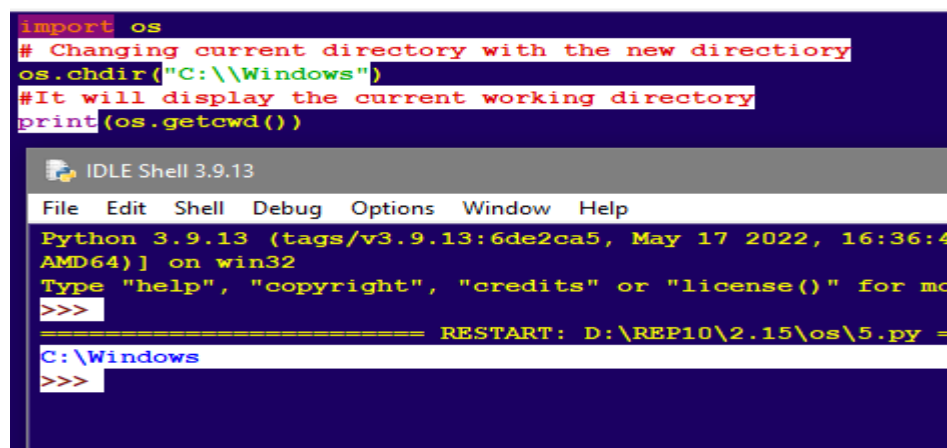 import os
# Changing current directory with the new directiory
os.chdir("C:\\Windows")
#It will display the current working directory
print(os.getcwd())
IDLE Shell 3.9.13
File Edit Shell Debug Options Window Help
Python 3.9.13 (tags/v3.9.13:6de2ca5, May 17 2022, 16:36:4
AMD64)] on win32
Type "help", "copyright", "credits" or "license()" for mo
>>>
======================== RESTART: D:\REP10\2.15\os\5.py =
C:\Windows
>>>